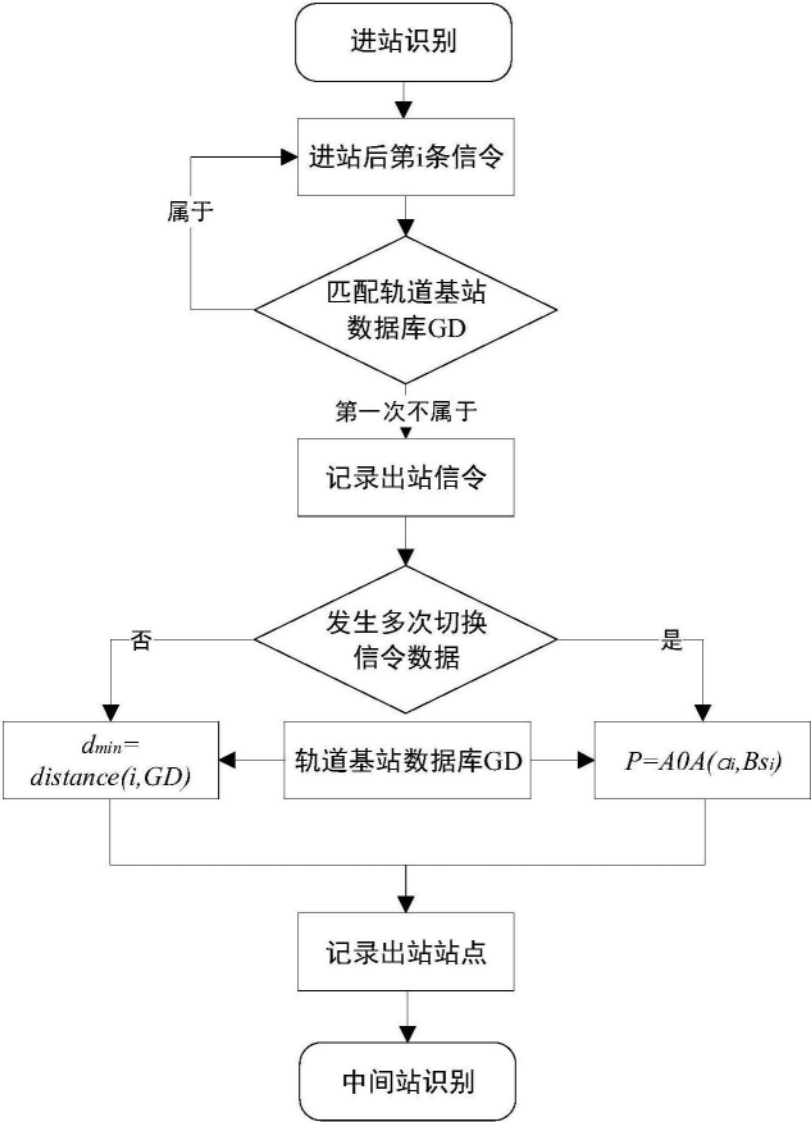 进站识别
进站后第i条信令
属于
匹配轨道基站
数据库GD
第一次不属于
记录出站信令
发生多次切换
信令数据
否
是
dmin=
distance(i,GD)
轨道基站数据库GD
P=A0A(αi,Bsi)
记录出站站点
中间站识别